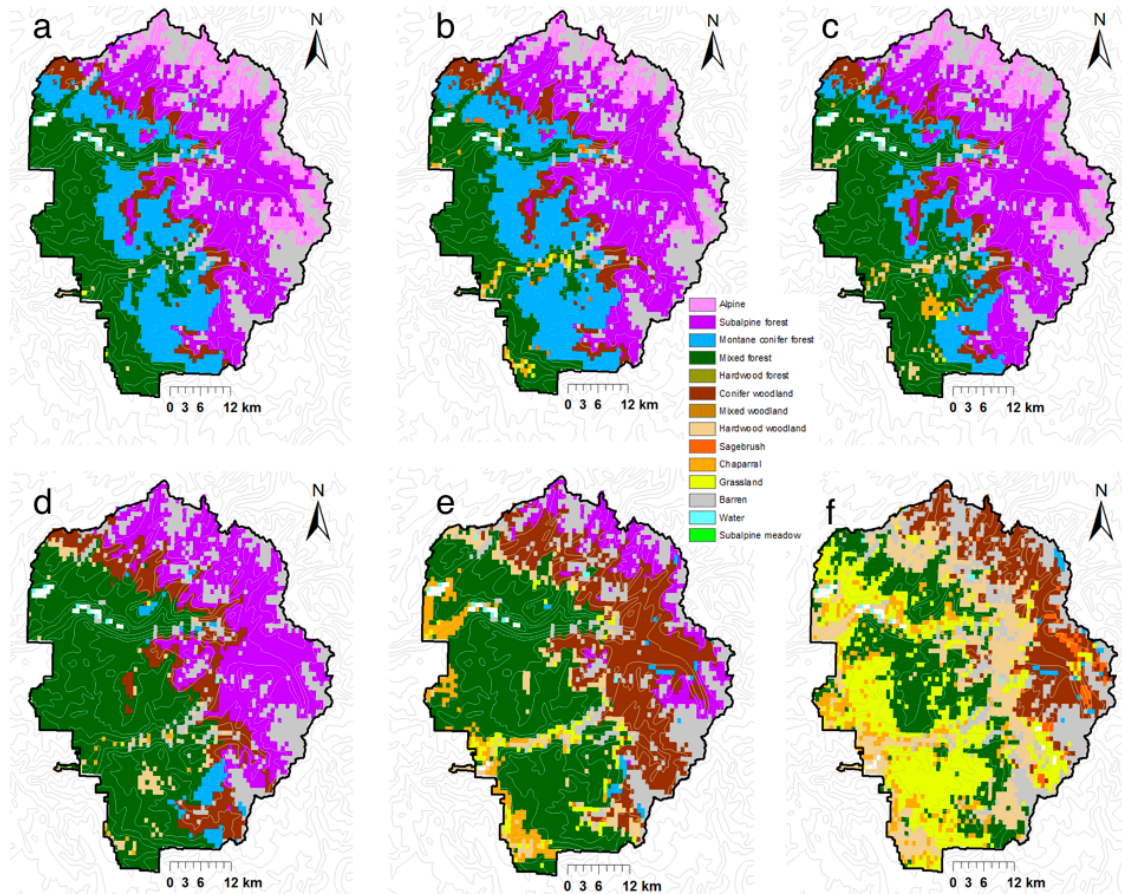 a
N
0 3 6 12 km
b
N
0 3 6 12 km
c
N
0 3 6 12 km
Alpine
Subalpine forest
Montane conifer forest
Mixed forest
Hardwood forest
Conifer woodland
Mixed woodland
Hardwood woodland
Sagebrush
Chaparral
Grassland
Barren
Water
Subalpine meadow
d
N
0 3 6 12 km
e
0 3 6 12 km
f
N
0 3 6 12 km